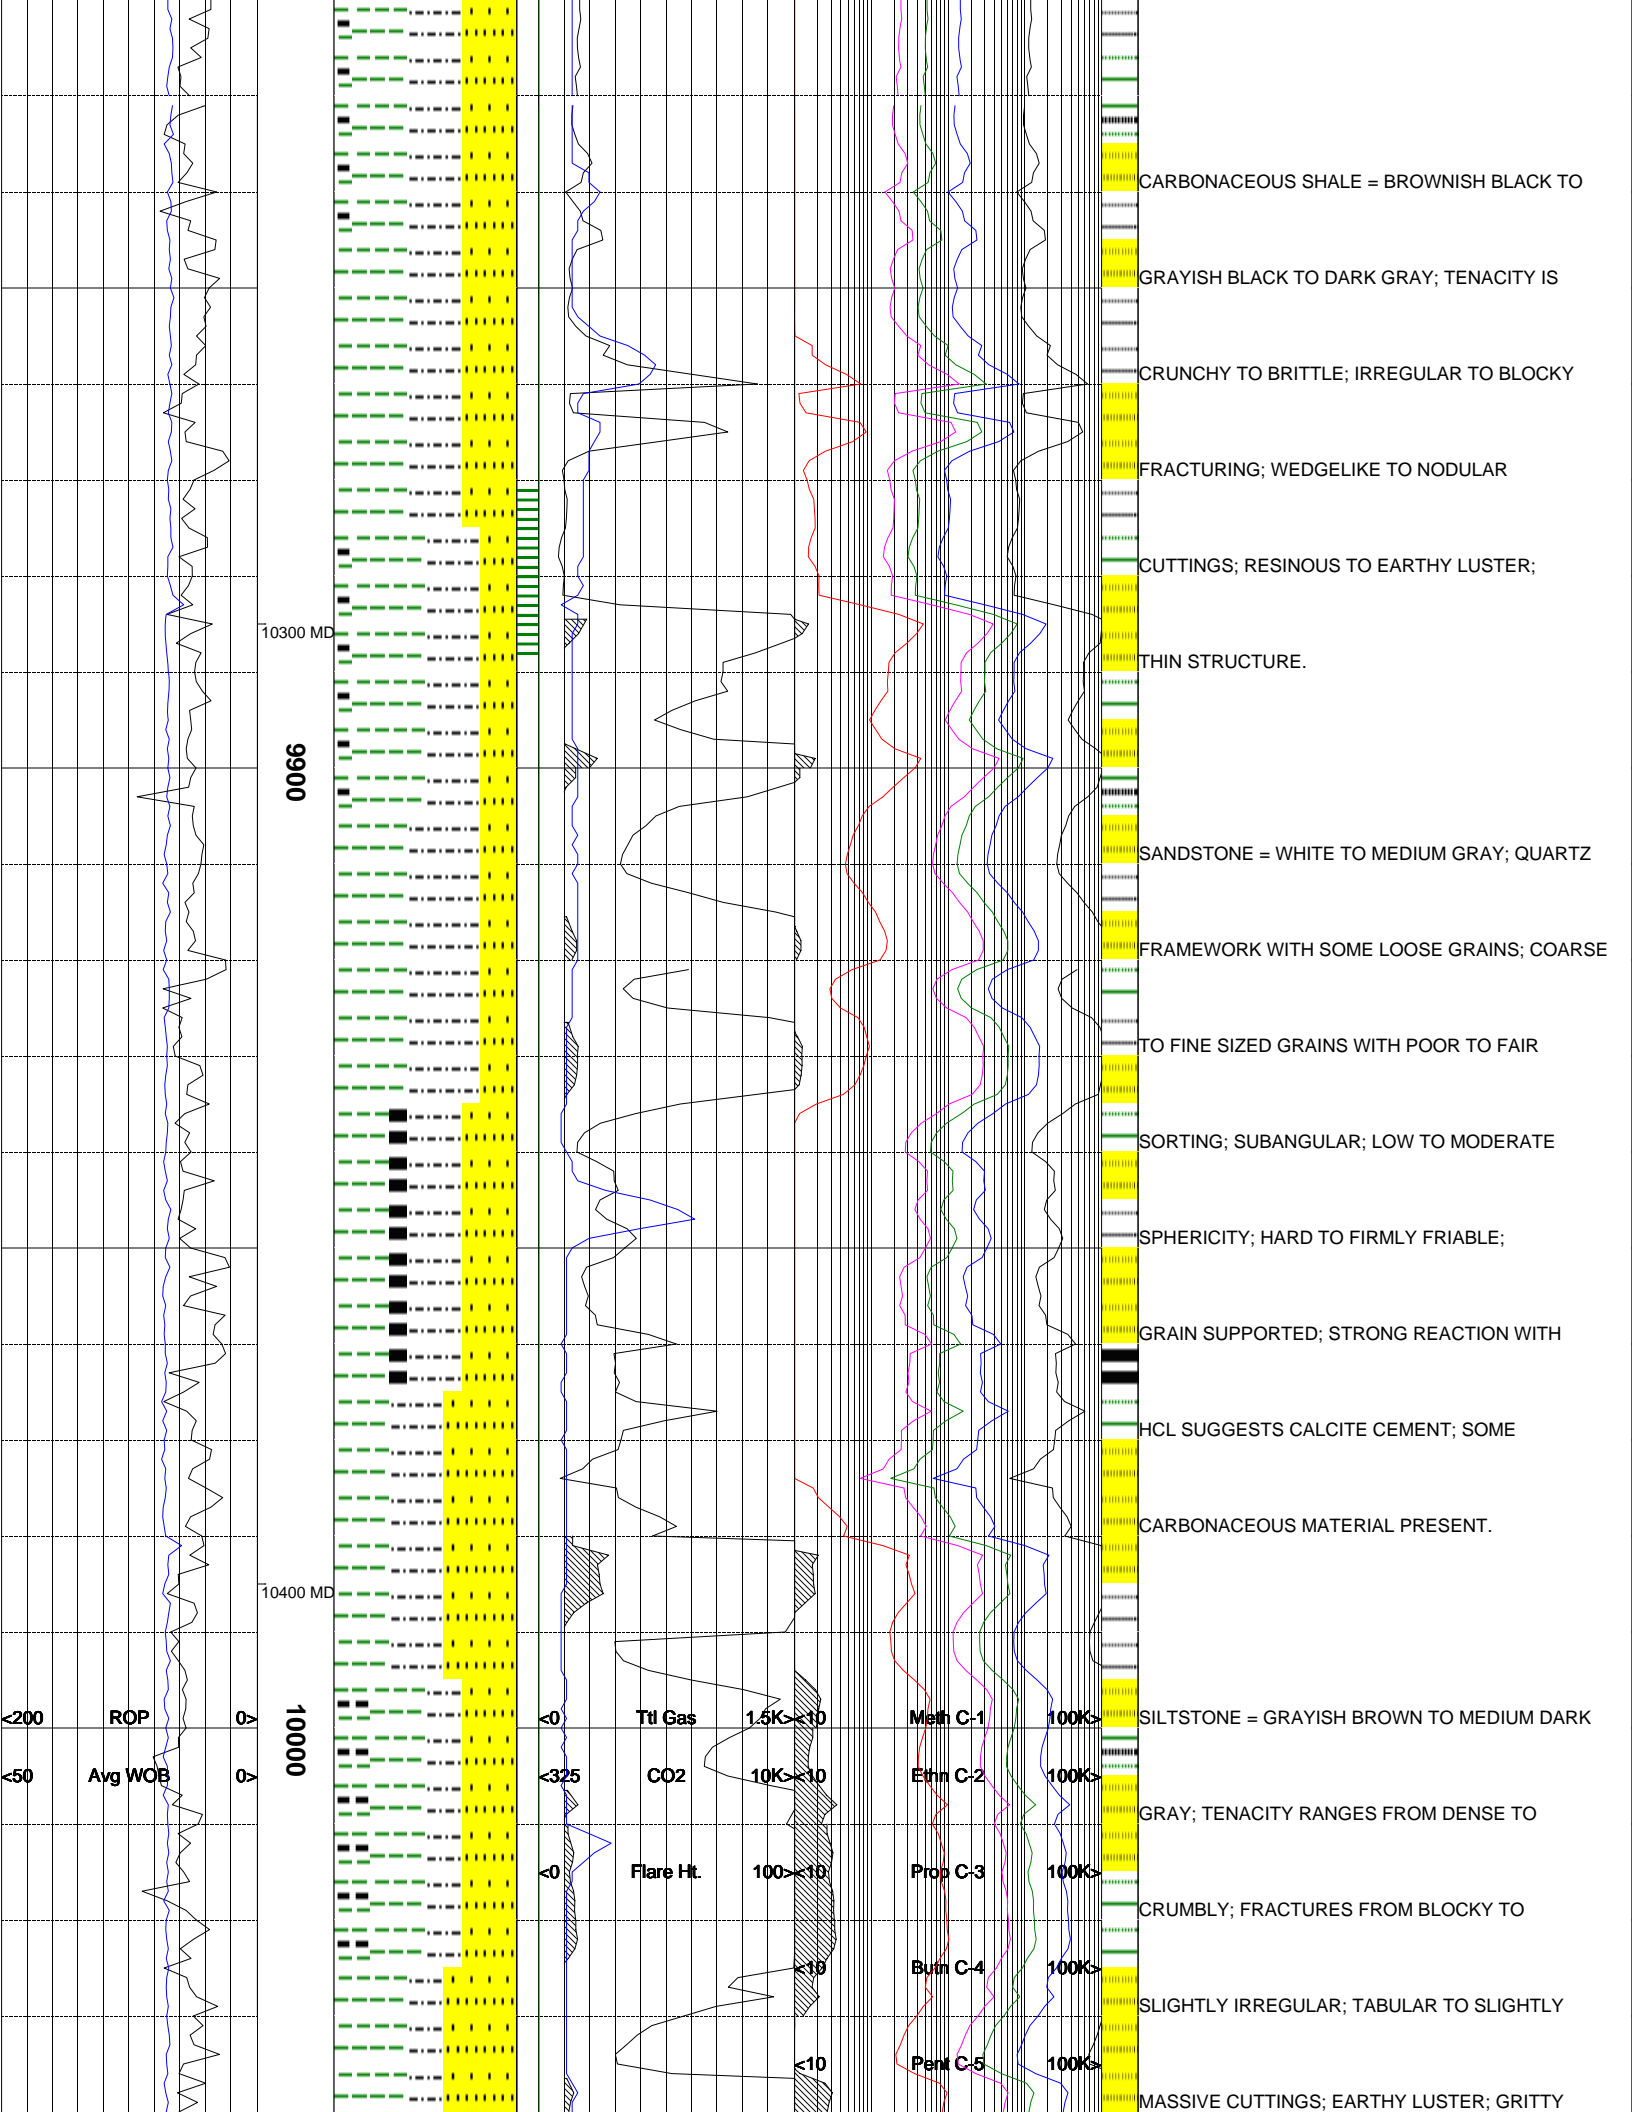 CARBONACEOUS SHALE = BROWNISH BLACK TO
GRAYISH BLACK TO DARK GRAY; TENACITY IS
CRUNCHY TO BRITTLE; IRREGULAR TO BLOCKY
FRACTURING; WEDGELIKE TO NODULAR
CUTTINGS; RESINOUS TO EARTHY LUSTER;
10300 MD
THIN STRUCTURE.
9900
SANDSTONE = WHITE TO MEDIUM GRAY; QUARTZ
FRAMEWORK WITH SOME LOOSE GRAINS; COARSE
TO FINE SIZED GRAINS WITH POOR TO FAIR
SORTING; SUBANGULAR; LOW TO MODERATE
SPHERICITY; HARD TO FIRMLY FRIABLE;
GRAIN SUPPORTED; STRONG REACTION WITH
HCL SUGGESTS CALCITE CEMENT; SOME
CARBONACEOUS MATERIAL PRESENT.
10400 MD
10000
<200 ROP 0> <0 Ttl Gas 1.5K> <10 Meth C-1 100K> SILTSTONE = GRAYISH BROWN TO MEDIUM DARK
<50 Avg WOB 0> <325 CO2 10K> <10 Ethn C-2 100K>
GRAY; TENACITY RANGES FROM DENSE TO
<0 Flare Ht. 100> <10 Prop C-3 100K>
CRUMBLY; FRACTURES FROM BLOCKY TO
<10 Butn C-4 100K>
SLIGHTLY IRREGULAR; TABULAR TO SLIGHTLY
<10 Pent C-5 100K>
MASSIVE CUTTINGS; EARTHY LUSTER; GRITTY